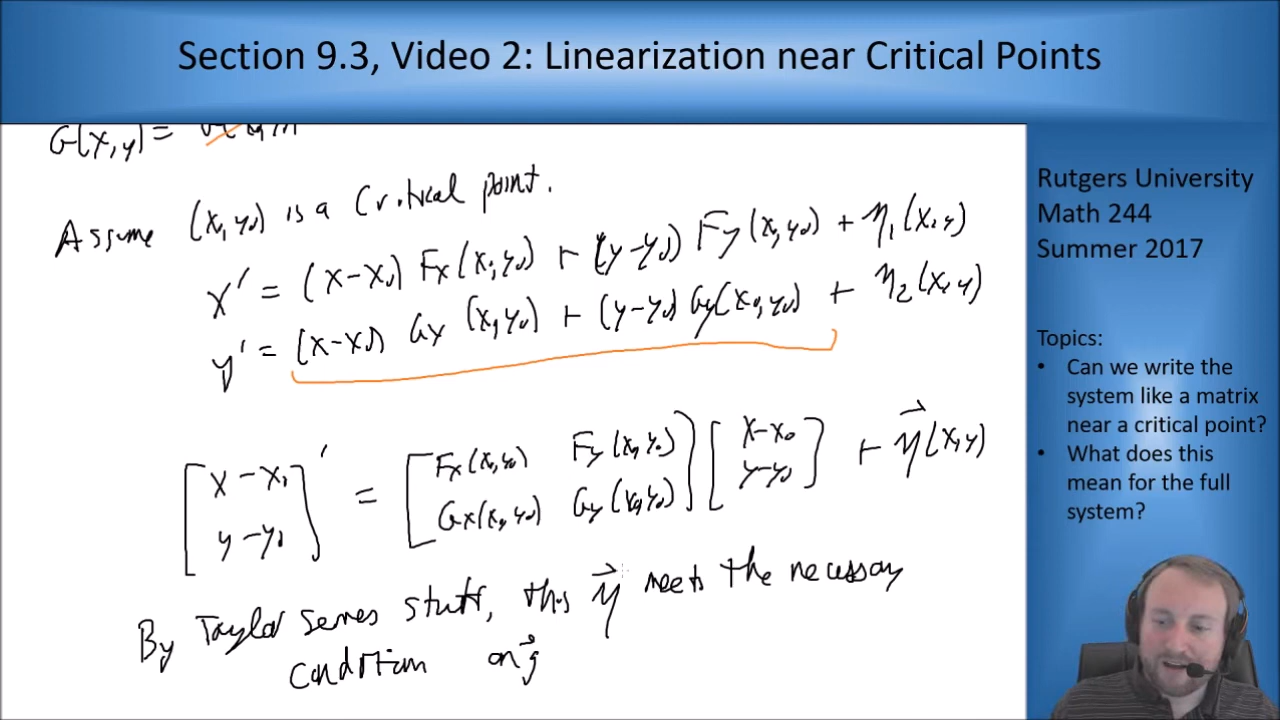 Section 9.3, Video 2: Linearization near Critical Points
G(x,y) =
Assume (x₀,y₀) is a Critical point.
x' = (x-x₀) Fx(x₀,y₀) + (y-y₀) Fy(x₀,y₀) + η₁(x,y)
y' = (x-x₀) Gx(x₀,y₀) + (y-y₀) Gy(x₀,y₀) + η₂(x,y)
[x-x₀ y-y₀]' = [Fx(x₀,y₀) Fy(x₀,y₀) Gx(x₀,y₀) Gy(x₀,y₀)] [x-x₀ y-y₀] + η⃗(x,y)
By Taylor Series stuff, this η⃗ meets the necessary
condition on g⃗
Rutgers University
Math 244
Summer 2017
Topics:
• Can we write the
system like a matrix
near a critical point?
• What does this
mean for the full
system?